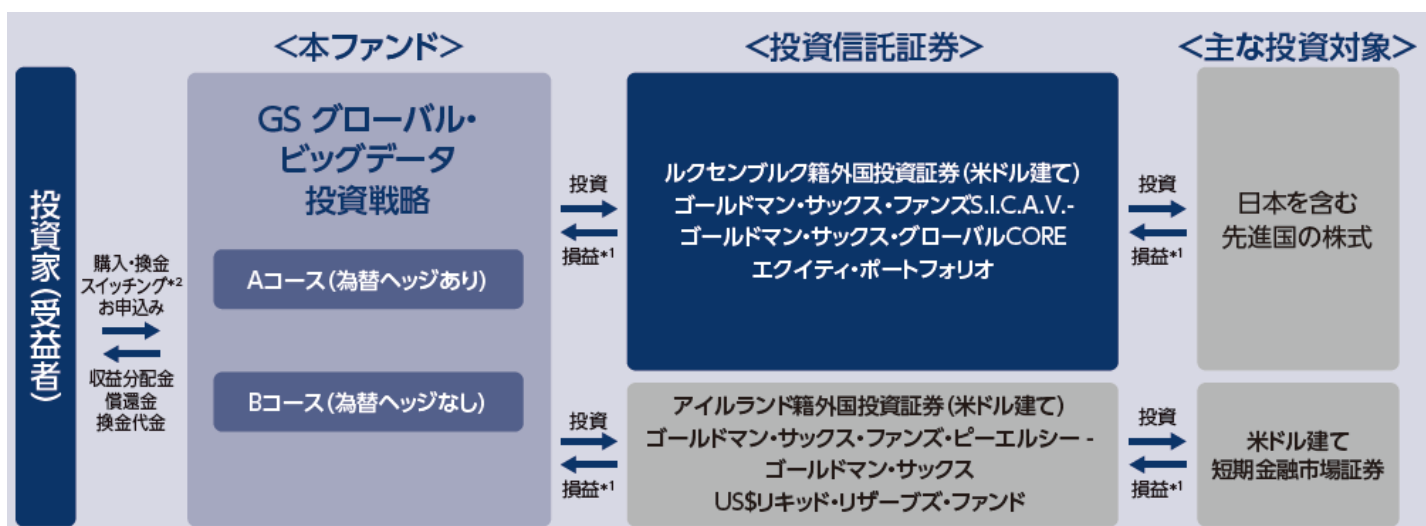 <本ファンド>
<投資信託証券>
<主な投資対象>
投資家(受益者)
購入・換金
スイッチング*2
お申込み
収益分配金
償還金
換金代金
GS グローバル・
ビッグデータ
投資戦略
Aコース(為替ヘッジあり)
Bコース(為替ヘッジなし)
投資
損益*1
ルクセンブルク籍外国投資証券(米ドル建て)
ゴールドマン・サックス・ファンズS.I.C.A.V.-
ゴールドマン・サックス・グローバルCORE
エクイティ・ポートフォリオ
投資
損益*1
日本を含む
先進国の株式
投資
損益*1
アイルランド籍外国投資証券(米ドル建て)
ゴールドマン・サックス・ファンズ・ピーエルシー -
ゴールドマン・サックス
US$リキッド・リザーブズ・ファンド
投資
損益*1
米ドル建て
短期金融市場証券